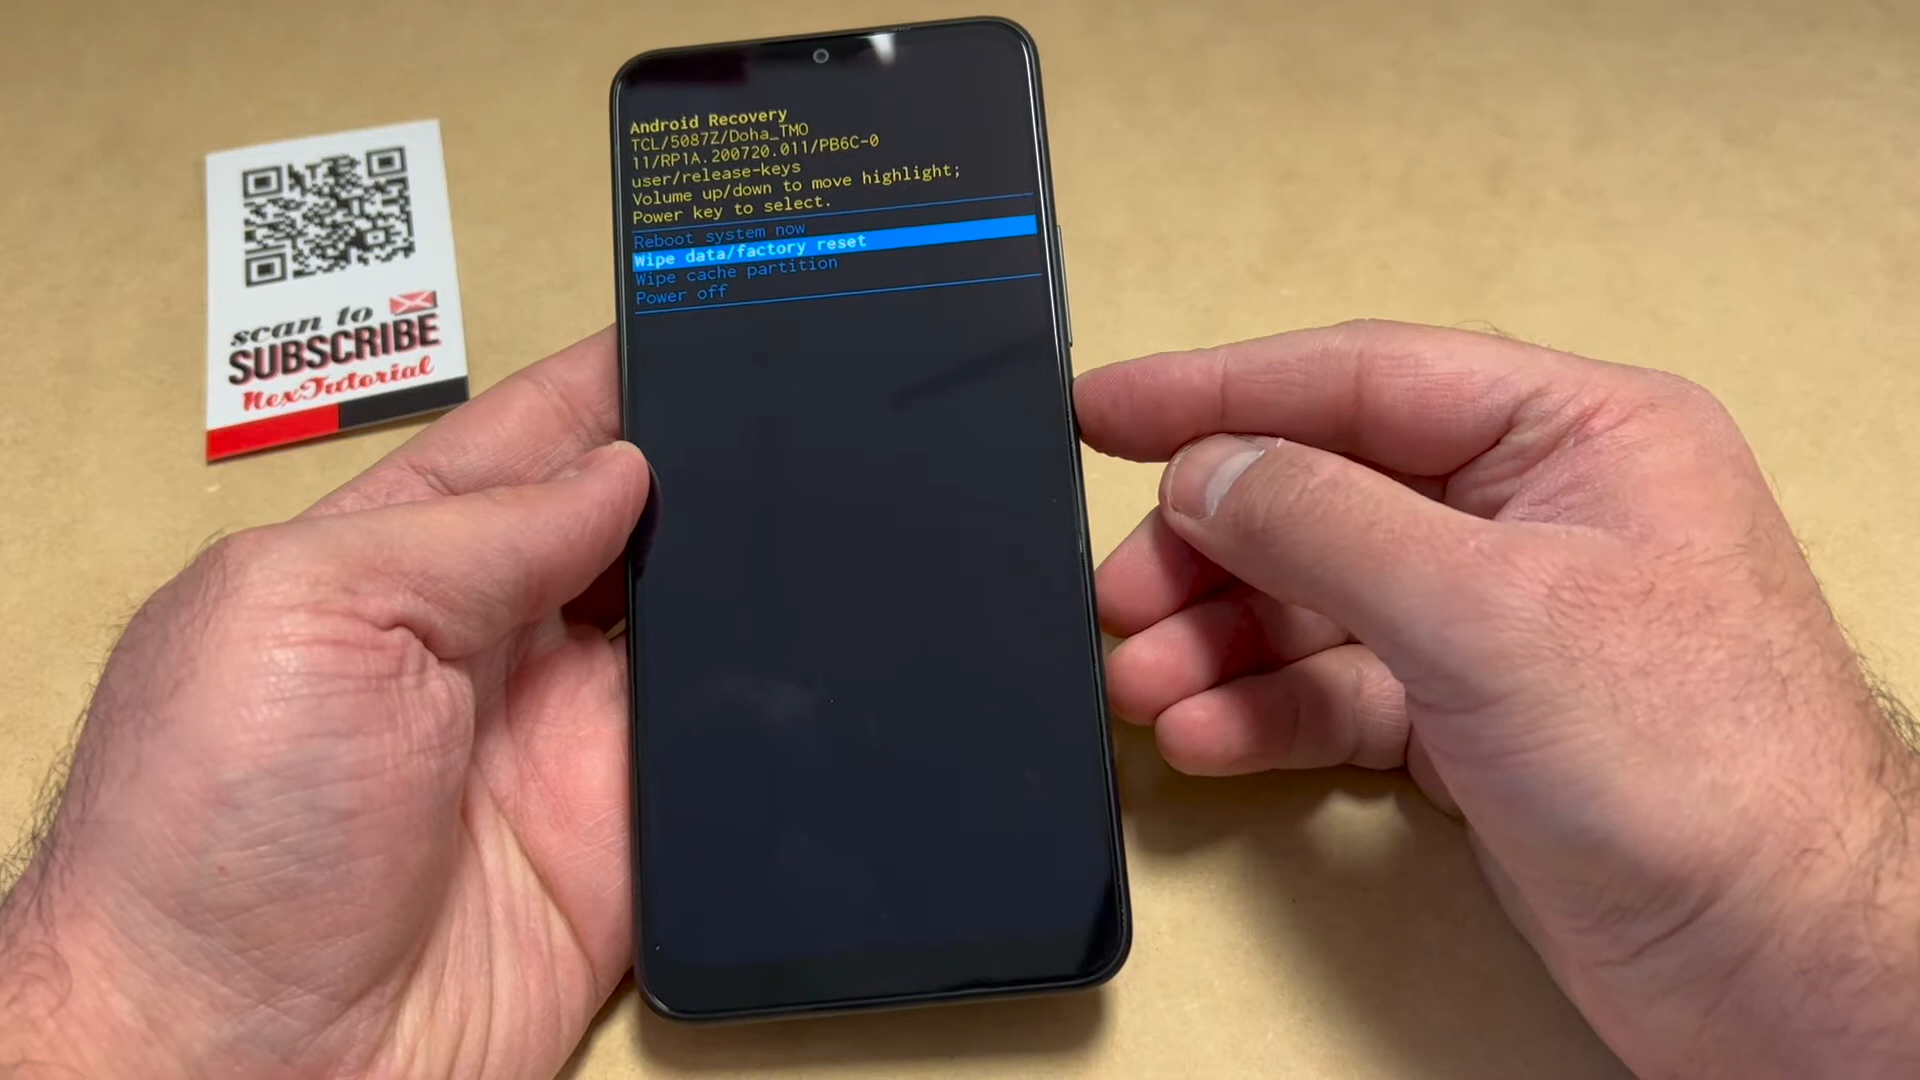 scan to
SUBSCRIBE
NexTutorial
Android Recovery
TCL/5087Z/Doha_TMO
11/RP1A.200720.011/PB6C-0
user/release-keys
Volume up/down to move highlight;
Power key to select.
Reboot system now
Wipe data/factory reset
Wipe cache partition
Power off